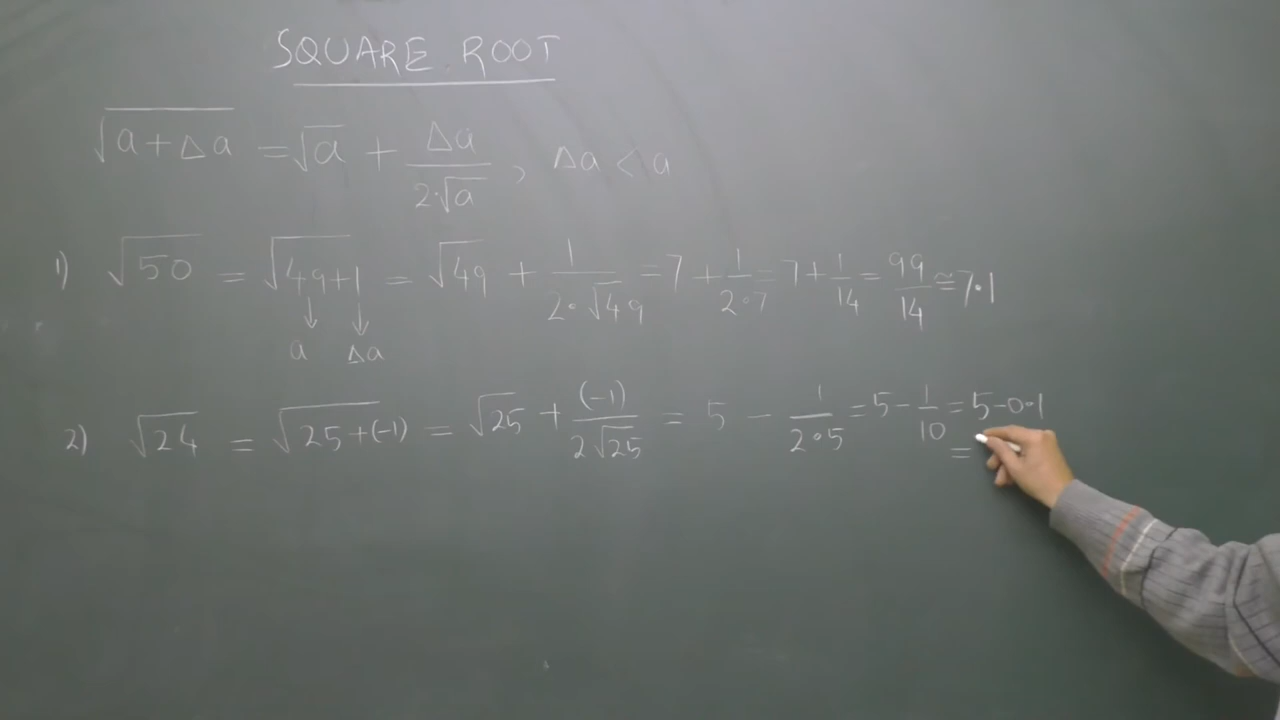 SQUARE ROOT
√(a+Δa) = √a + Δa/(2·√a), Δa < a
1) √50 = √(49+1) = √49 + 1/(2·√49) = 7 + 1/(2·7) = 7 + 1/14 = 99/14 ≅ 7·1
a Δa
2) √24 = √(25+(-1)) = √25 + (-1)/(2√25) = 5 - 1/(2·5) = 5 - 1/10 = 5-0·1
=